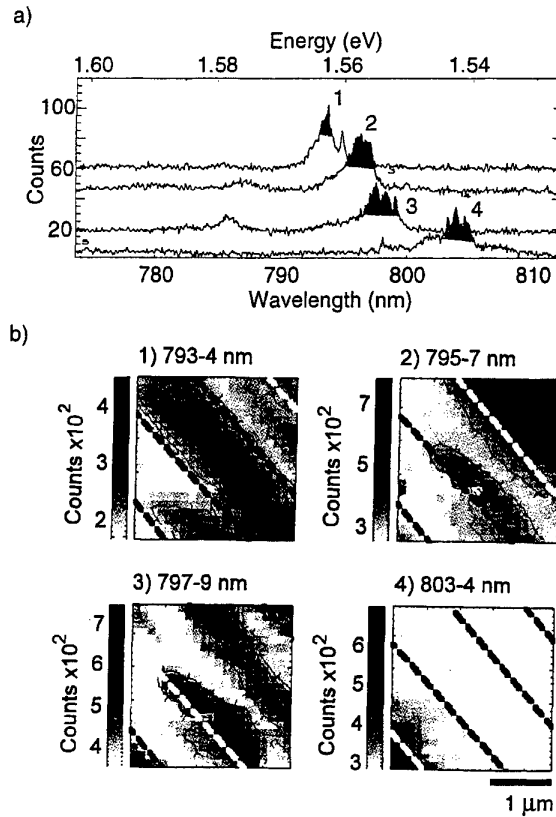 a)
Energy (eV)
1.60 1.58 1.56 1.54
Counts
100
60
20
1
2
3
4
780 790 800 810
Wavelength (nm)
b)
1) 793-4 nm
2) 795-7 nm
Counts x10²
4
3
2
Counts x10²
7
5
3
3) 797-9 nm
4) 803-4 nm
Counts x10²
7
6
5
4
Counts x10²
6
5
4
3
1 μm